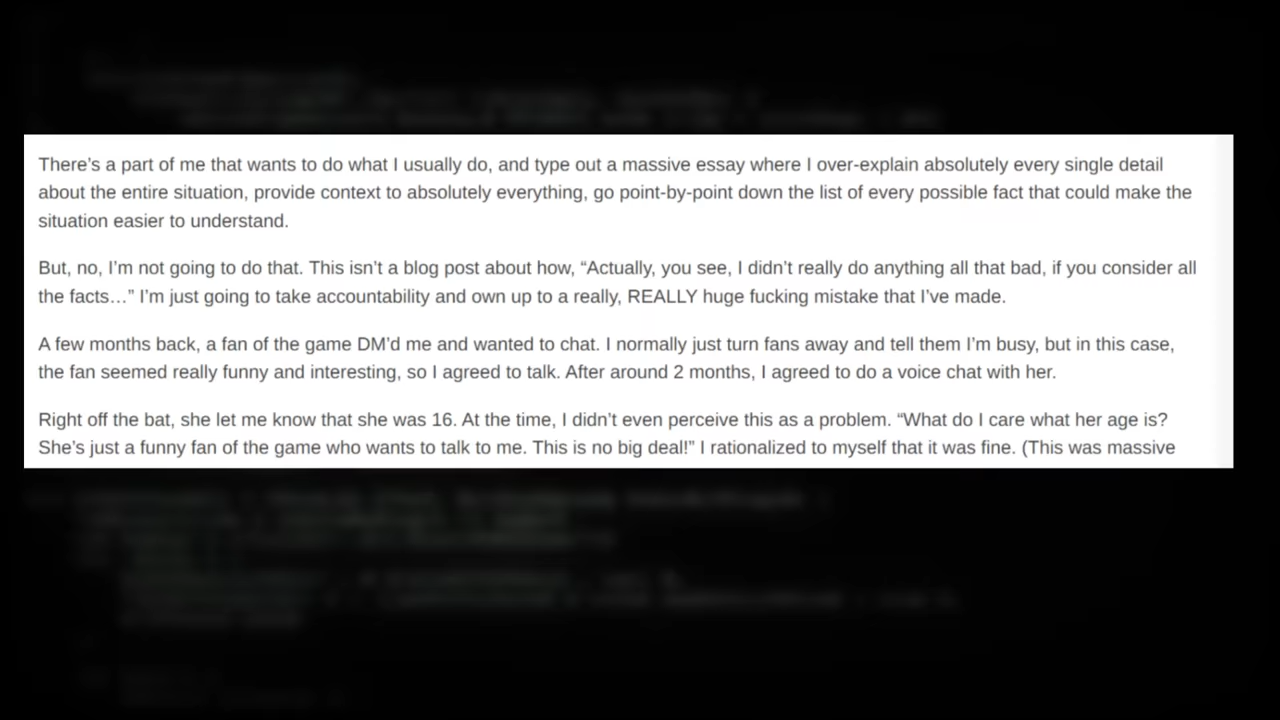 There’s a part of me that wants to do what I usually do, and type out a massive essay where I over-explain absolutely every single detail
about the entire situation, provide context to absolutely everything, go point-by-point down the list of every possible fact that could make the
situation easier to understand.
But, no, I’m not going to do that. This isn’t a blog post about how, “Actually, you see, I didn’t really do anything all that bad, if you consider all
the facts…” I’m just going to take accountability and own up to a really, REALLY huge fucking mistake that I’ve made.
A few months back, a fan of the game DM’d me and wanted to chat. I normally just turn fans away and tell them I’m busy, but in this case,
the fan seemed really funny and interesting, so I agreed to talk. After around 2 months, I agreed to do a voice chat with her.
Right off the bat, she let me know that she was 16. At the time, I didn’t even perceive this as a problem. “What do I care what her age is?
She’s just a funny fan of the game who wants to talk to me. This is no big deal!” I rationalized to myself that it was fine. (This was massive